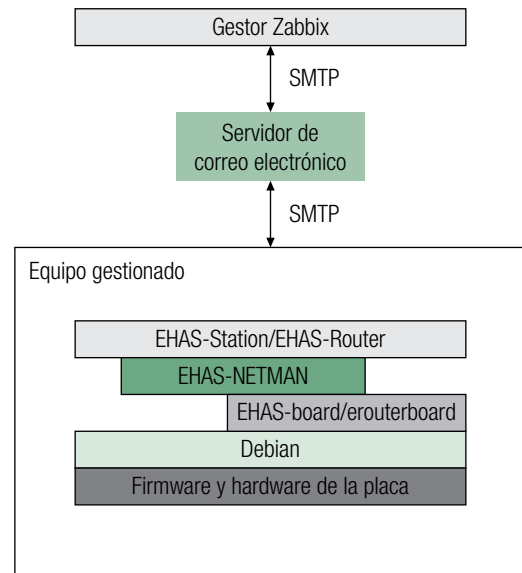 Gestor Zabbix
SMTP
Servidor de
correo electrónico
SMTP
Equipo gestionado
EHAS-Station/EHAS-Router
EHAS-NETMAN
EHAS-board/erouterboard
Debian
Firmware y hardware de la placa